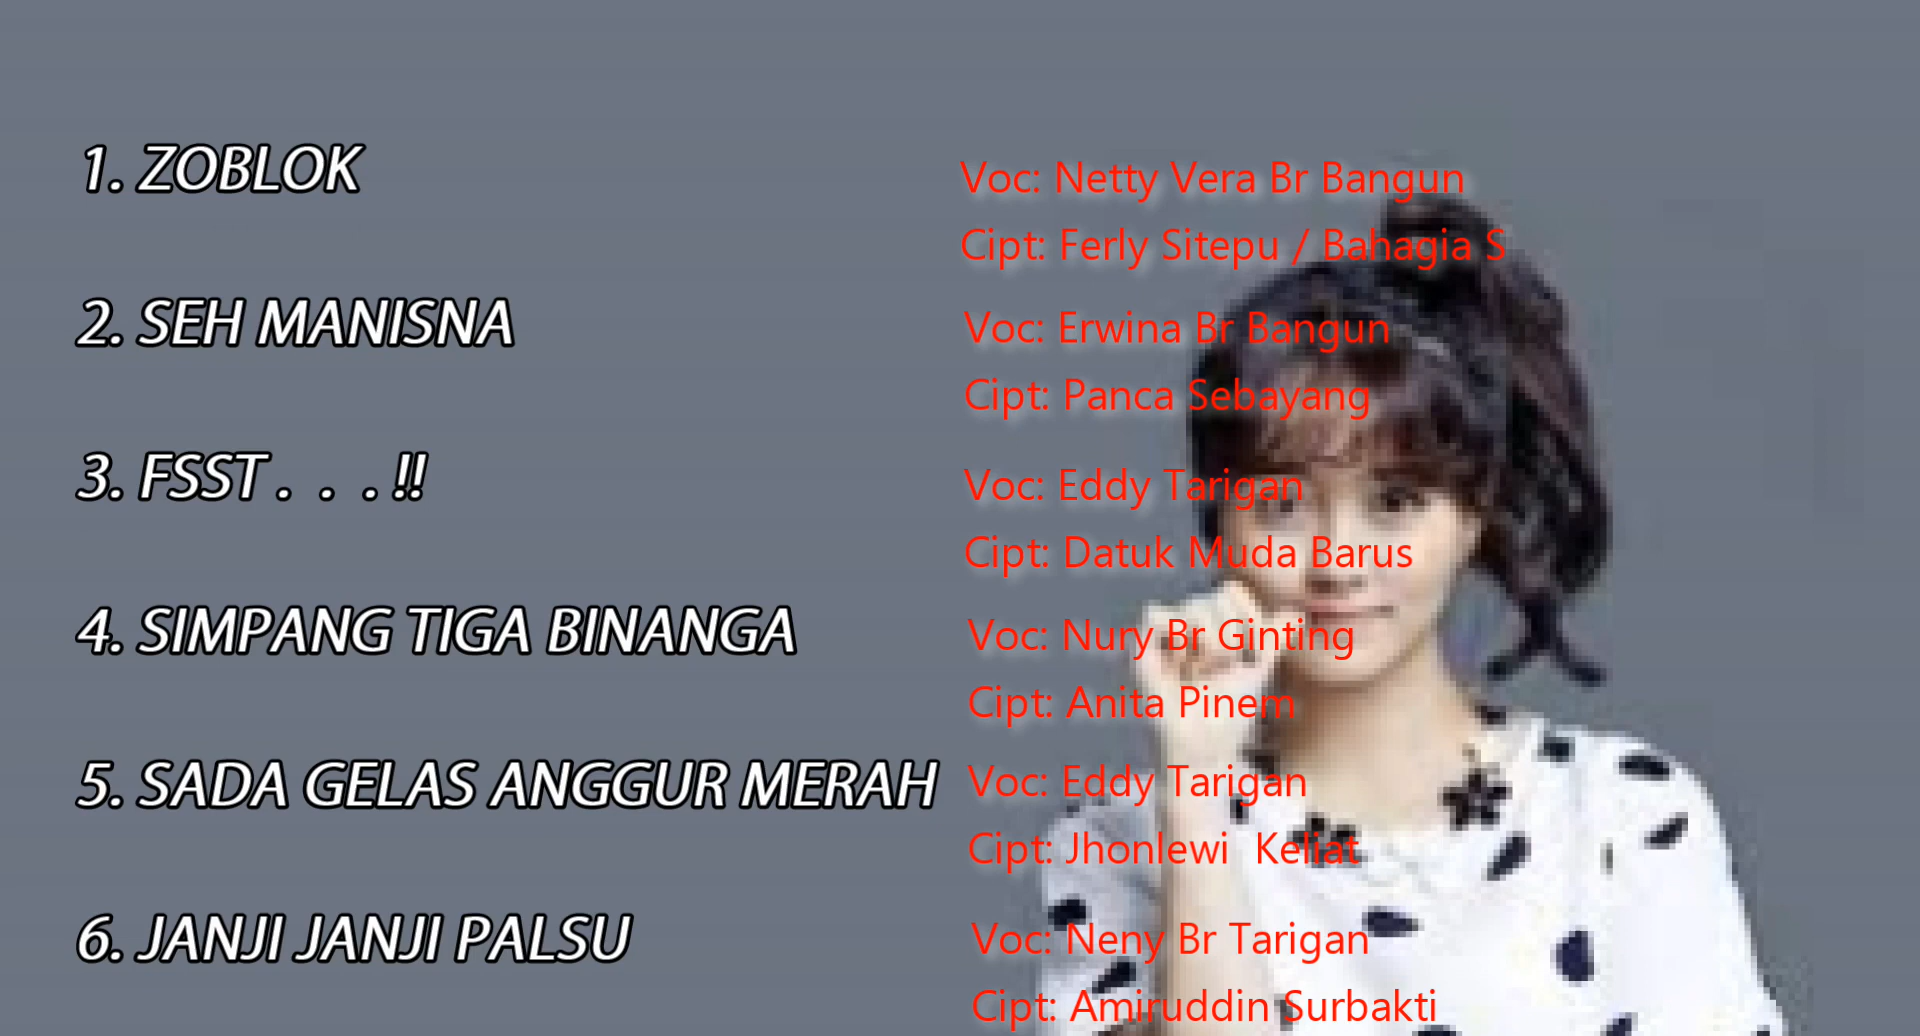 1. ZOBLOK
Voc: Netty Vera Br Bangun
Cipt: Ferly Sitepu / Bahagia S
2. SEH MANISNA
Voc: Erwina Br Bangun
Cipt: Panca Sebayang
3. FSST . . . !!
Voc: Eddy Tarigan
Cipt: Datuk Muda Barus
4. SIMPANG TIGA BINANGA
Voc: Nury Br Ginting
Cipt: Anita Pinem
5. SADA GELAS ANGGUR MERAH
Voc: Eddy Tarigan
Cipt: Jhonlewi  Keliat
6. JANJI JANJI PALSU
Voc: Neny Br Tarigan
Cipt: Amiruddin Surbakti